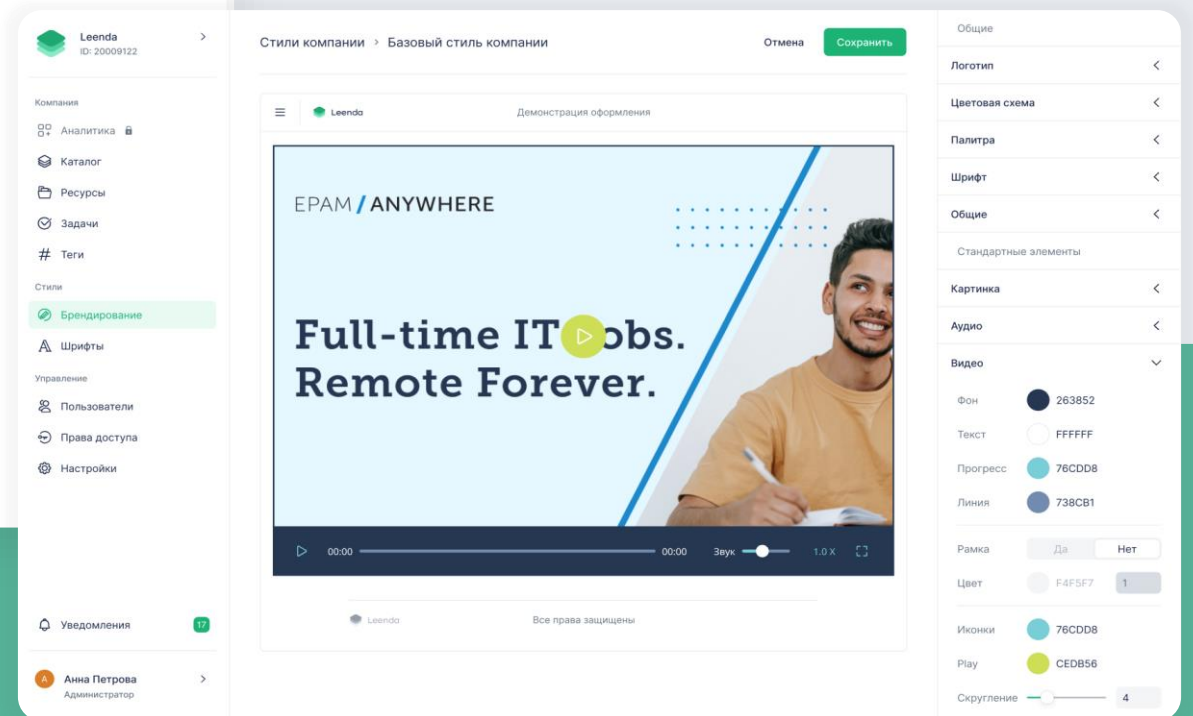 Leenda
ID: 20009122
Компания
Аналитика
Каталог
Ресурсы
Задачи
# Теги
Стили
Брендирование
Шрифты
Управление
Пользователи
Права доступа
Настройки
Уведомления 17
А Анна Петрова
Администратор
Стили компании > Базовый стиль компании
Отмена Сохранить
Leenda Демонстрация оформления
EPAM / ANYWHERE
Full-time IT obs.
Remote Forever.
00:00 00:00 Звук 1.0 X
Leenda Все права защищены
Общие
Логотип
Цветовая схема
Палитра
Шрифт
Общие
Стандартные элементы
Картинка
Аудио
Видео
Фон 263852
Текст FFFFFF
Прогресс 76CDD8
Линия 738CB1
Рамка Да Нет
Цвет F4F5F7 1
Иконки 76CDD8
Play CEDB56
Скругление 4